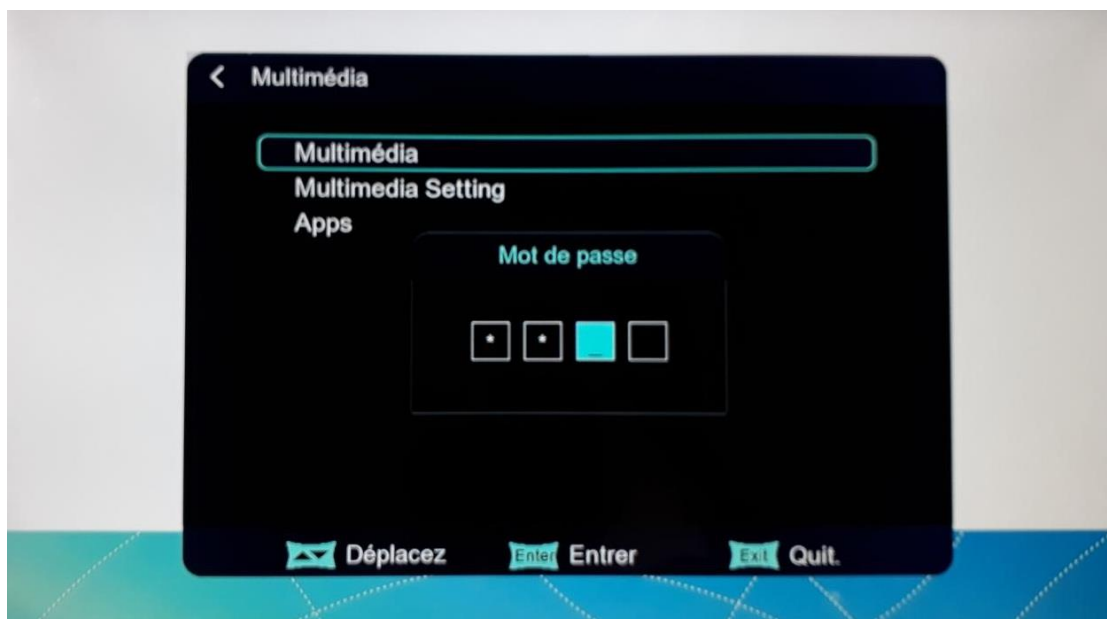 < Multimédia
Multimédia
Multimedia Setting
Apps
Mot de passe
* * _
Déplacez Enter Entrer Exit Quit.